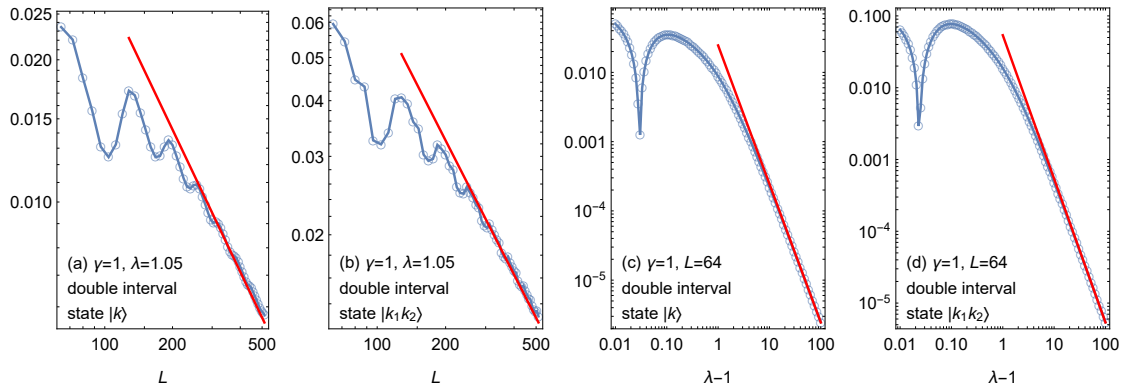 0.025
0.020
0.015
0.010
(a) γ=1, λ=1.05
double interval
state |k⟩
100
200
500
L
0.06
0.05
0.04
0.03
0.02
(b) γ=1, λ=1.05
double interval
state |k₁k₂⟩
100
200
500
L
0.010
0.001
10⁻⁴
10⁻⁵
(c) γ=1, L=64
double interval
state |k⟩
0.01
0.10
1
10
100
λ−1
0.100
0.010
0.001
10⁻⁴
10⁻⁵
(d) γ=1, L=64
double interval
state |k₁k₂⟩
0.01
0.10
1
10
100
λ−1